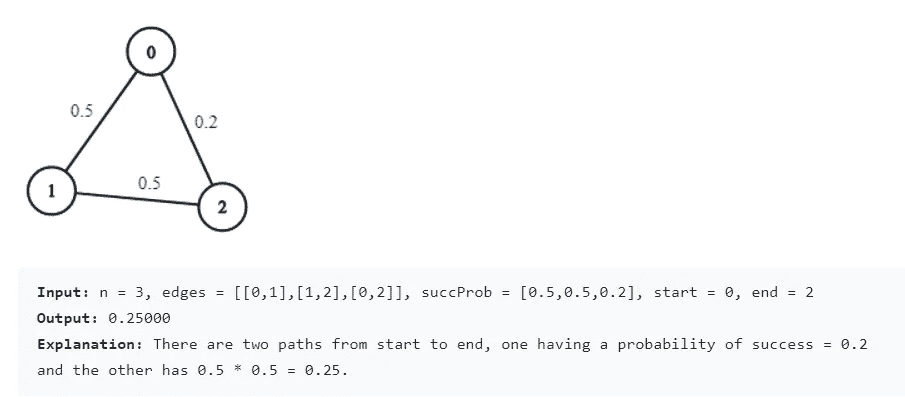 0
0.5
0.2
0.5
1
2
Input: n = 3, edges = [[0,1],[1,2],[0,2]], succProb = [0.5,0.5,0.2], start = 0, end = 2
Output: 0.25000
Explanation: There are two paths from start to end, one having a probability of success = 0.2
and the other has 0.5 * 0.5 = 0.25.